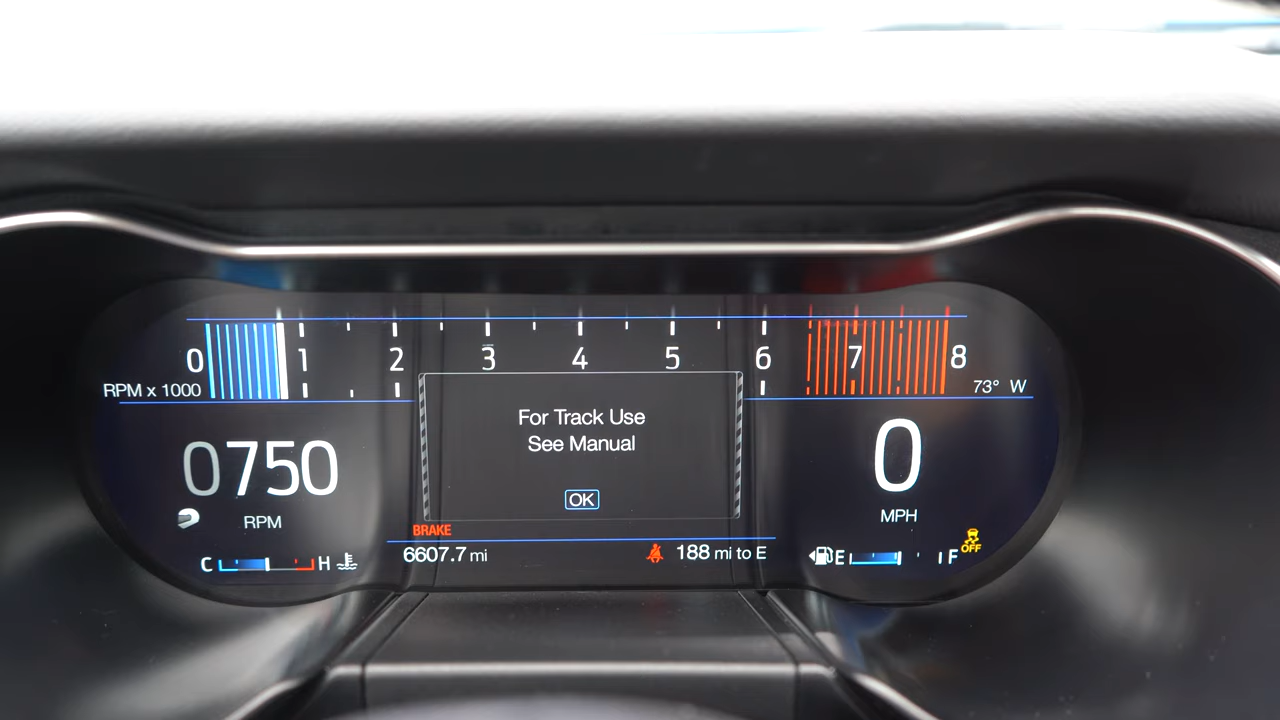 0 1 2 3 4 5 6 7 8
RPM x 1000
73° W
For Track Use
See Manual
OK
0750
RPM
0
MPH
BRAKE
6607.7 mi
188 mi to E
C H
E F
OFF